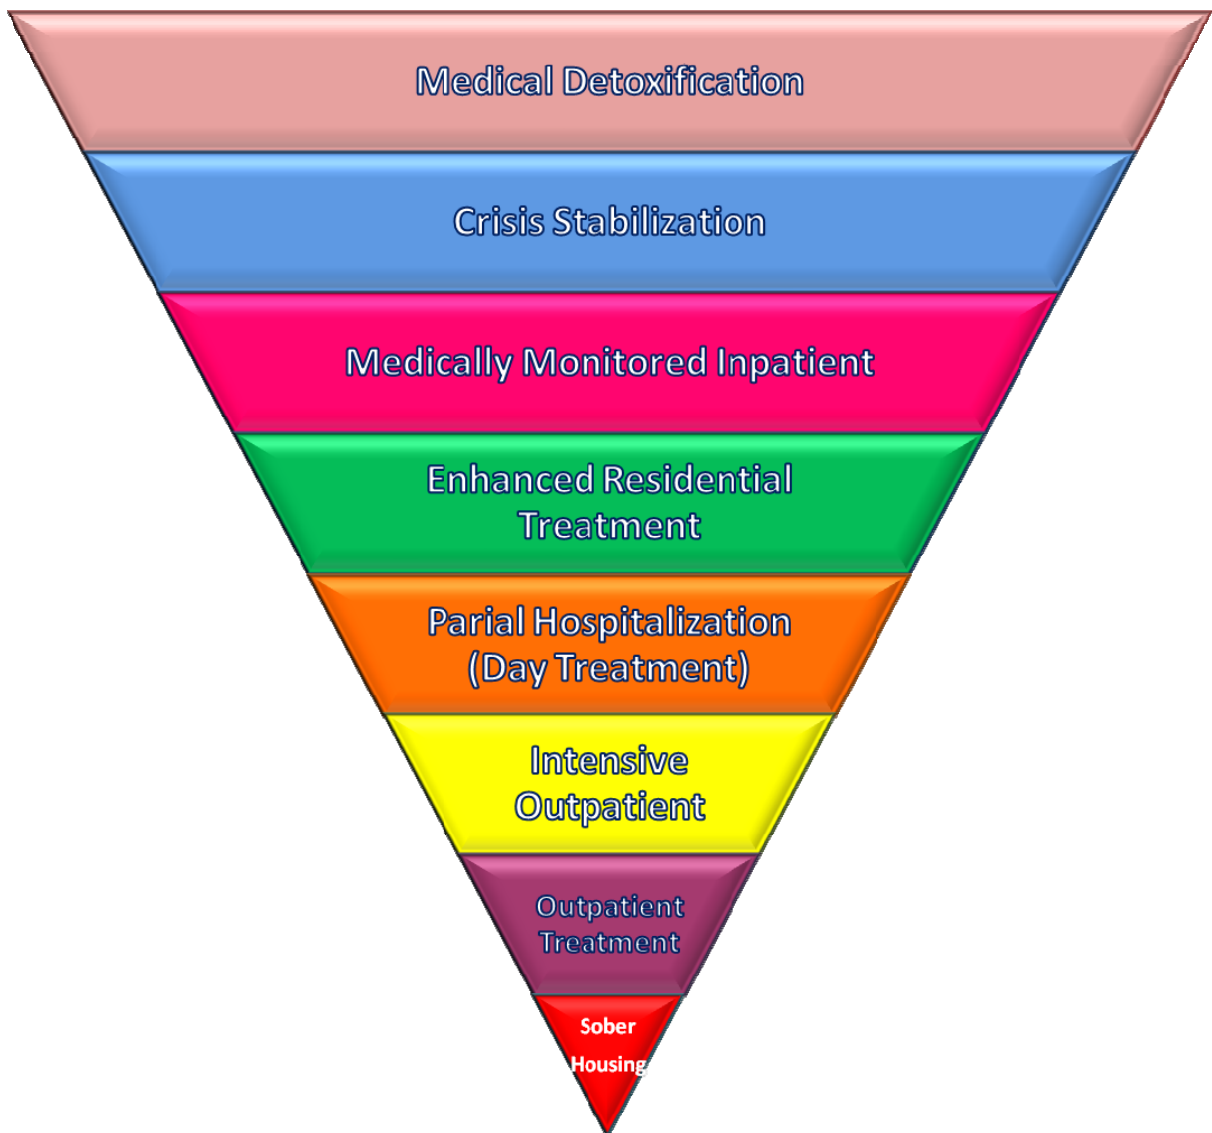 Medical Detoxification
Crisis Stabilization
Medically Monitored Inpatient
Enhanced Residential
Treatment
Parial Hospitalization
(Day Treatment)
Intensive
Outpatient
Outpatient
Treatment
Sober
Housing